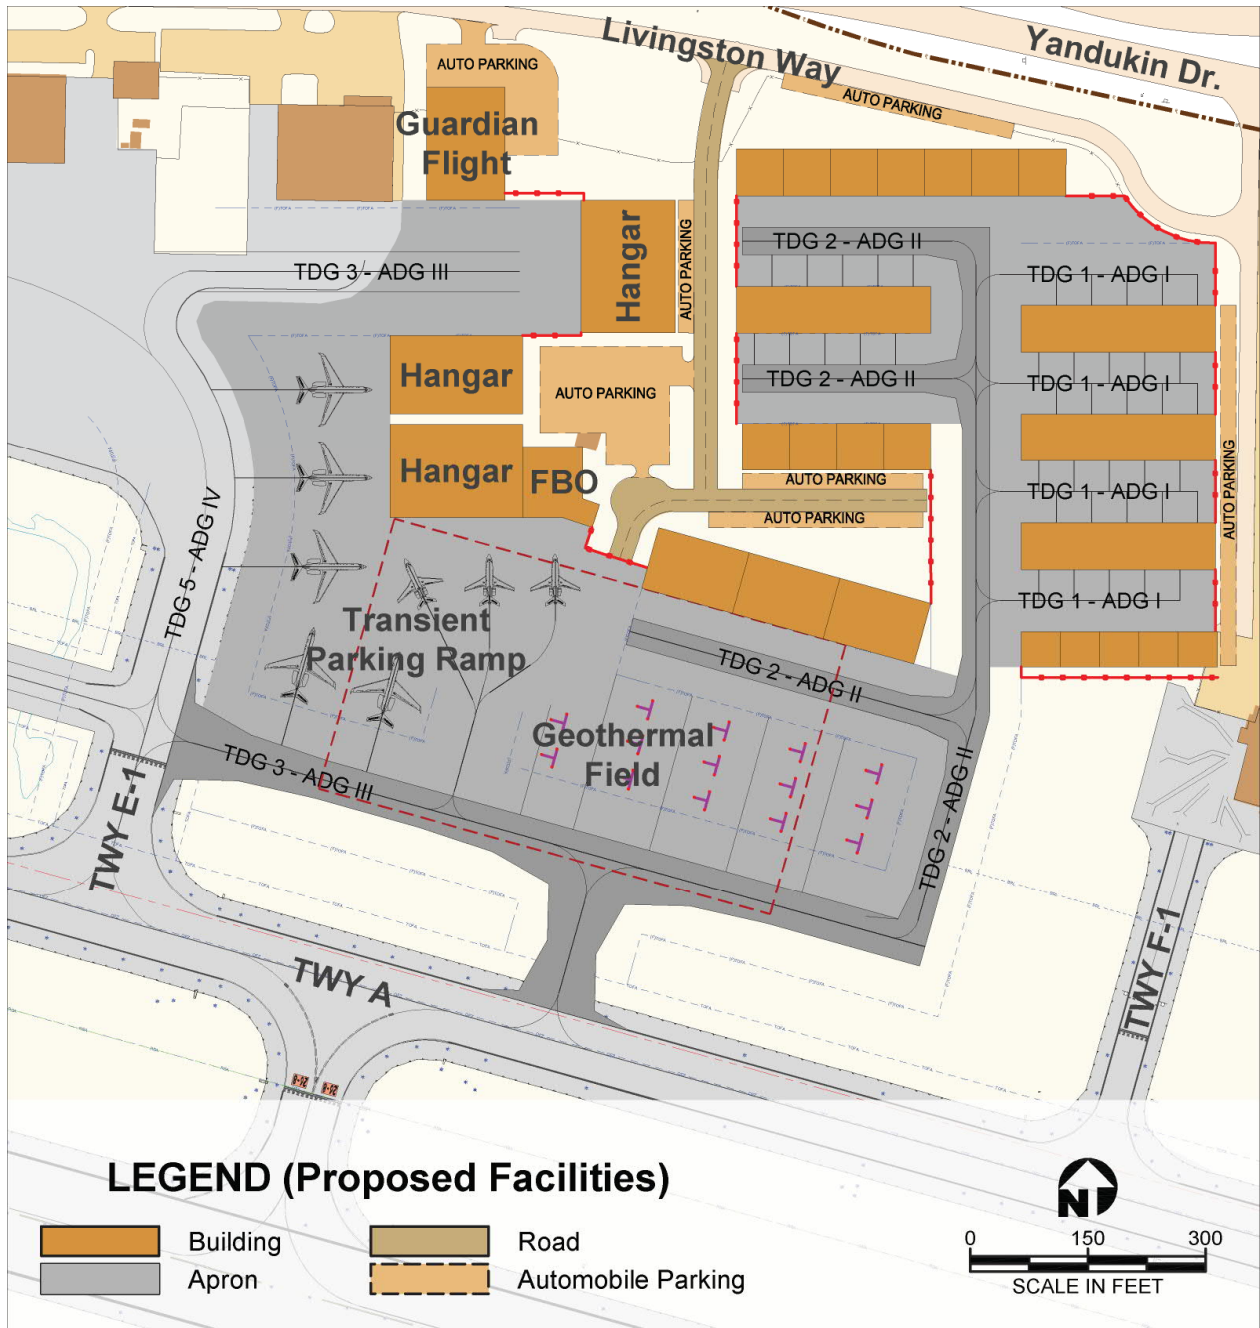 Livingston Way
Yandukin Dr.
AUTO PARKING
AUTO PARKING
Guardian
Flight
Hangar
AUTO PARKING
TDG 2 - ADG II
TDG 3 - ADG III
TDG 1 - ADG I
Hangar
AUTO PARKING
TDG 2 - ADG II
TDG 1 - ADG I
AUTO PARKING
Hangar
FBO
AUTO PARKING
AUTO PARKING
TDG 1 - ADG I
TDG 5 - ADG IV
TDG 1 - ADG I
Transient
Parking Ramp
TDG 2 - ADG II
Geothermal
Field
TDG 3 - ADG III
TDG 2 - ADG II
TWY E-1
TWY A
TWY F-1
LEGEND (Proposed Facilities)
Building
Road
Apron
Automobile Parking
N
0 150 300
SCALE IN FEET